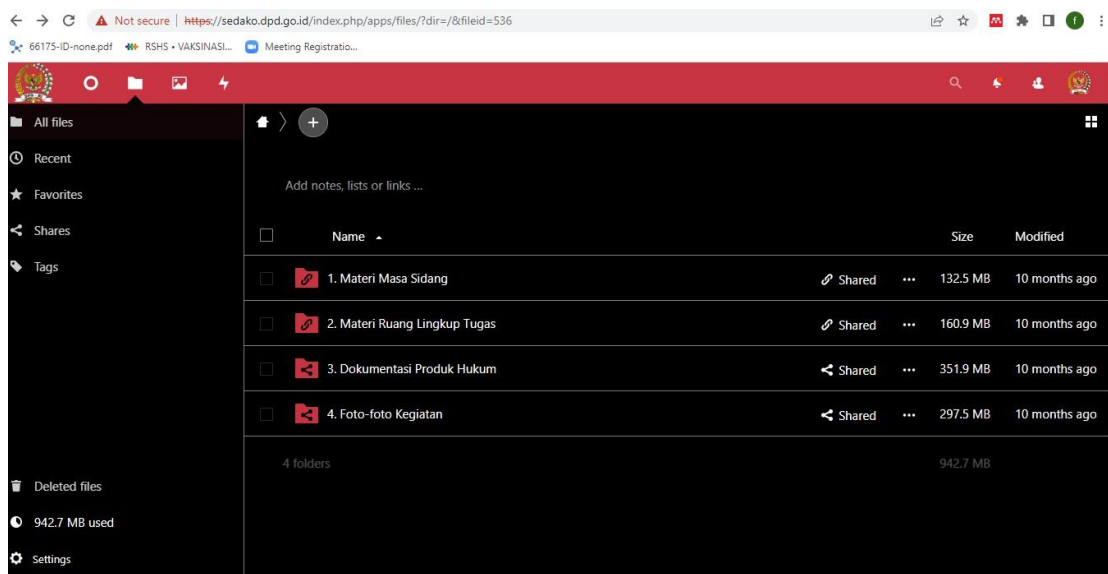 Not secure | https://sedako.dpd.go.id/index.php/apps/files/?dir=/&fileid=536
f
66175-ID-none.pdf RSHS • VAKSINASI... Meeting Registratio...
All files
Recent
Favorites
Shares
Tags
Add notes, lists or links ...
Name Size Modified
1. Materi Masa Sidang Shared ... 132.5 MB 10 months ago
2. Materi Ruang Lingkup Tugas Shared ... 160.9 MB 10 months ago
3. Dokumentasi Produk Hukum Shared ... 351.9 MB 10 months ago
4. Foto-foto Kegiatan Shared ... 297.5 MB 10 months ago
4 folders 942.7 MB
Deleted files
942.7 MB used
Settings